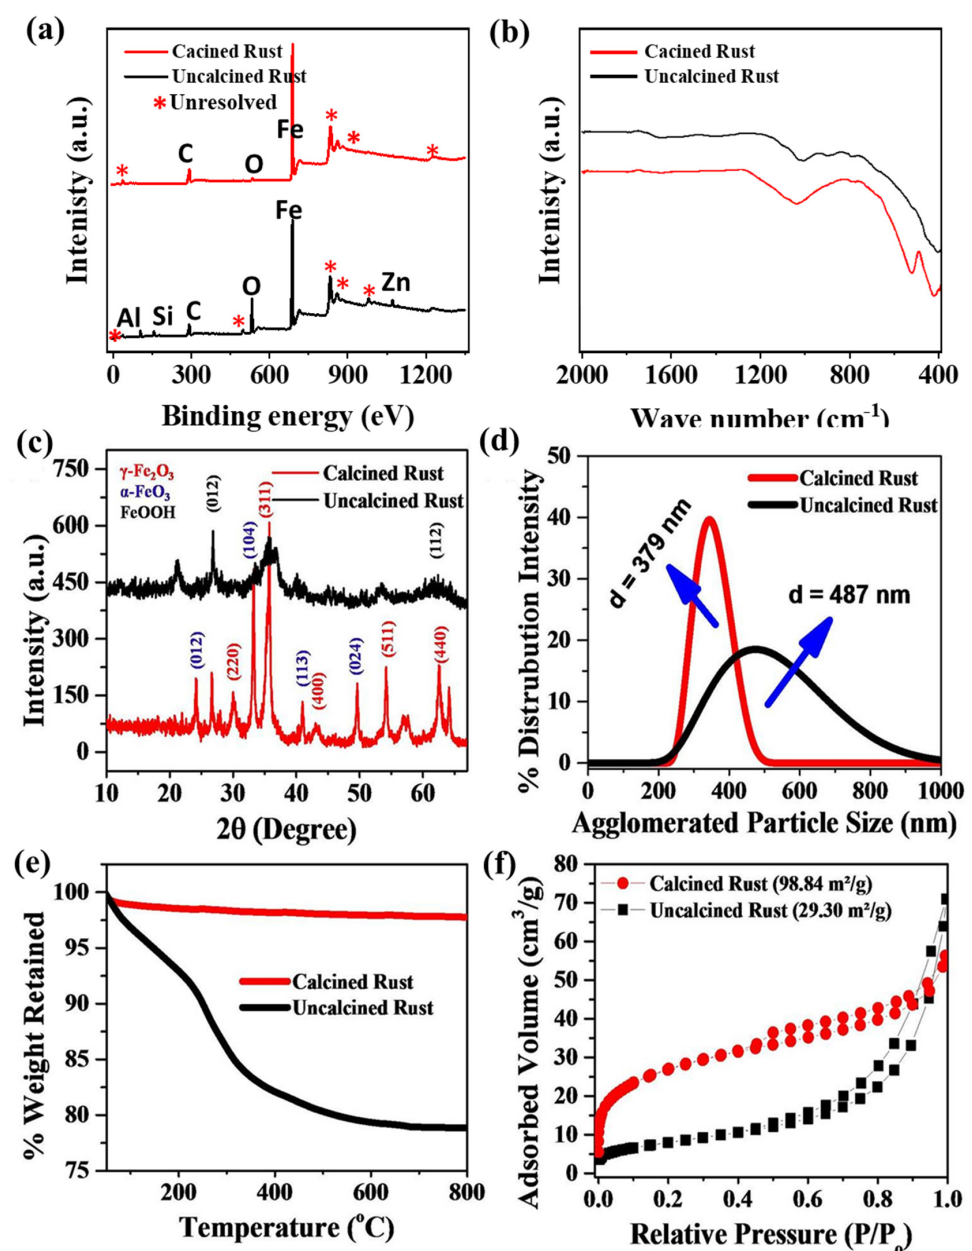 (a)
Cacined Rust
Uncalcined Rust
* Unresolved
Fe
C
O
*
*
*
*
Fe
O
Zn
Al
Si
C
*
*
*
*
*
*
Intenisty (a.u.)
0
300
600
900
1200
Binding energy (eV)
(b)
Cacined Rust
Uncalcined Rust
Intenisty (a.u.)
2000
1600
1200
800
400
Wave number (cm-1)
(c)
γ-Fe2O3
α-FeO3
FeOOH
Calcined Rust
Uncalcined Rust
(012)
(104)
(311)
(112)
(012)
(220)
(113)
(400)
(024)
(511)
(440)
Intensity (a.u.)
750
600
450
300
150
0
10
20
30
40
50
60
2θ (Degree)
(d)
Calcined Rust
Uncalcined Rust
d = 379 nm
d = 487 nm
% Distrubution Intensity
50
40
30
20
10
0
0
200
400
600
800
1000
Agglomerated Particle Size (nm)
(e)
Calcined Rust
Uncalcined Rust
% Weight Retained
100
95
90
85
80
75
200
400
600
800
Temperature (oC)
(f)
Calcined Rust (98.84 m²/g)
Uncalcined Rust (29.30 m²/g)
Adsorbed Volume (cm3/g)
80
70
60
50
40
30
20
10
0
0.0
0.2
0.4
0.6
0.8
1.0
Relative Pressure (P/Po)